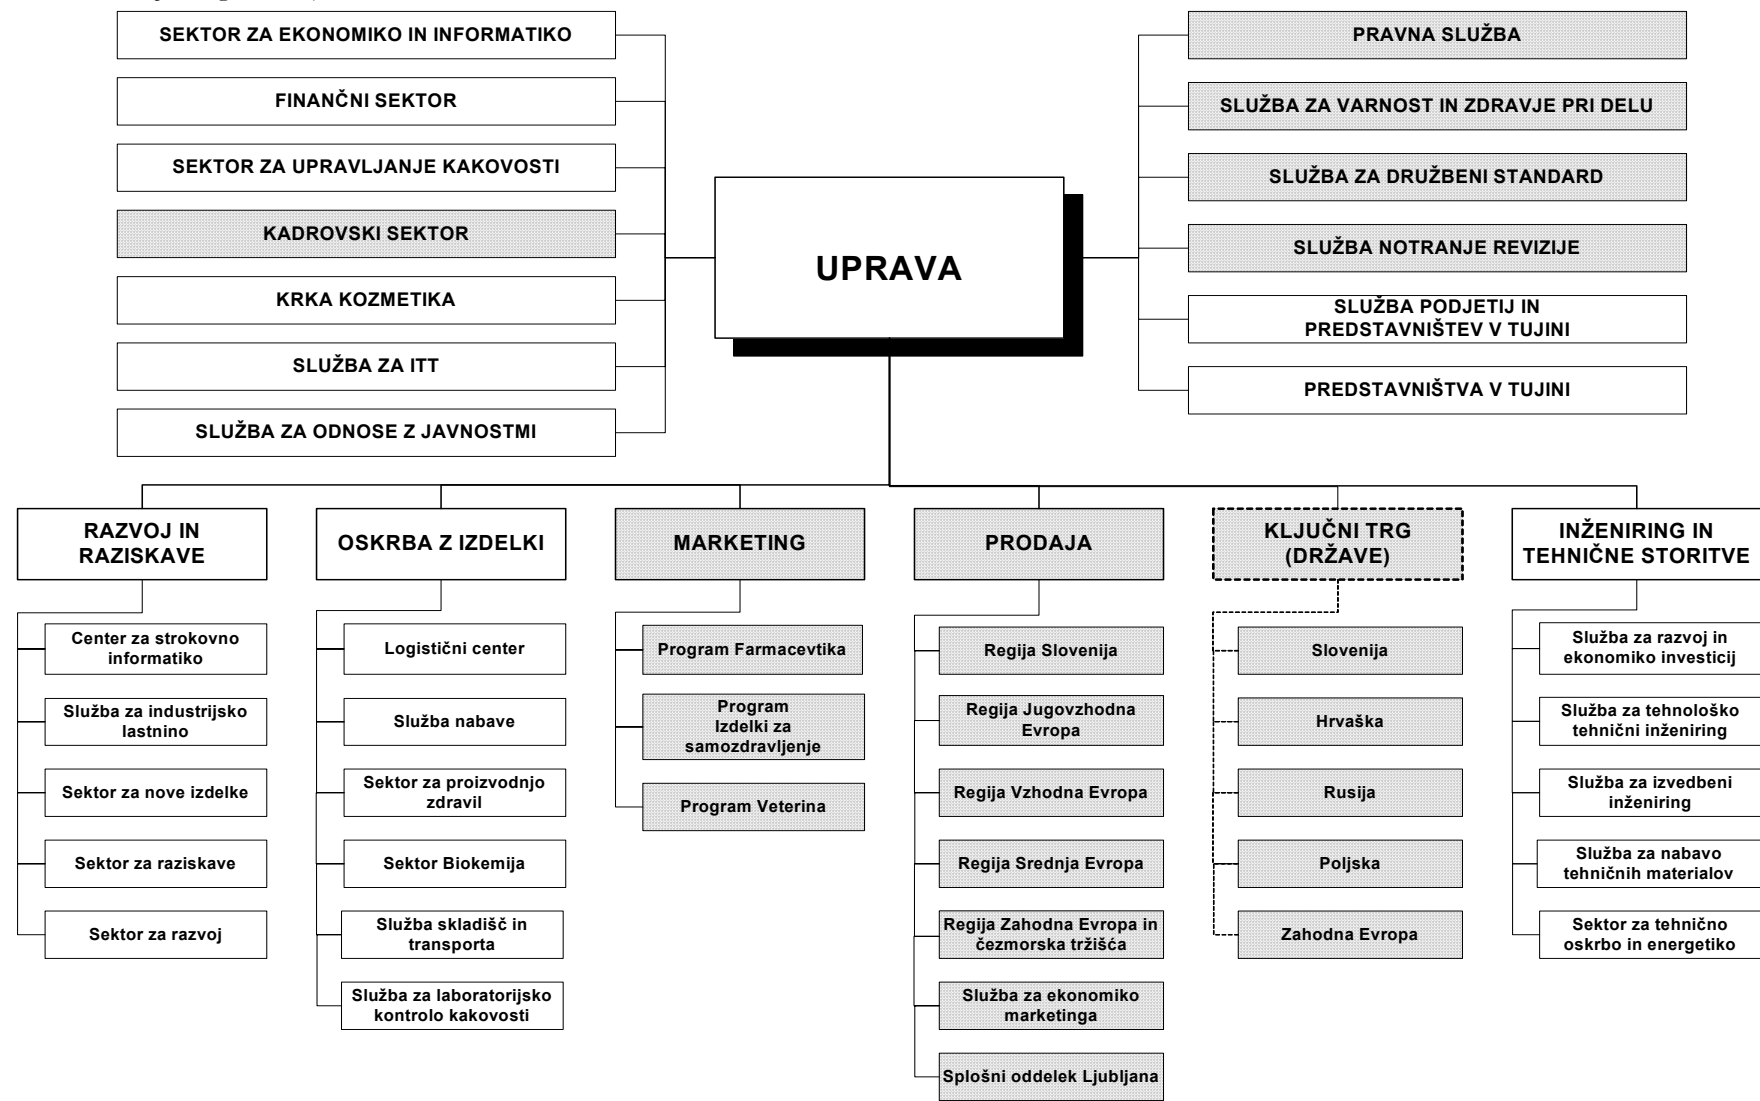 SEKTOR ZA EKONOMIKO IN INFORMATIKO
FINANČNI SEKTOR
SEKTOR ZA UPRAVLJANJE KAKOVOSTI
KADROVSKI SEKTOR
KRKA KOZMETIKA
SLUŽBA ZA ITT
SLUŽBA ZA ODNOSE Z JAVNOSTMI
UPRAVA
PRAVNA SLUŽBA
SLUŽBA ZA VARNOST IN ZDRAVJE PRI DELU
SLUŽBA ZA DRUŽBENI STANDARD
SLUŽBA NOTRANJE REVIZIJE
SLUŽBA PODJETIJ IN
PREDSTAVNIŠTEV V TUJINI
PREDSTAVNIŠTVA V TUJINI
RAZVOJ IN
RAZISKAVE
Center za strokovno
informatiko
Služba za industrijsko
lastnino
Sektor za nove izdelke
Sektor za raziskave
Sektor za razvoj
OSKRBA Z IZDELKI
Logistični center
Služba nabave
Sektor za proizvodnjo
zdravil
Sektor Biokemija
Služba skladišč in
transporta
Služba za laboratorijsko
kontrolo kakovosti
MARKETING
Program Farmacevtika
Program
Izdelki za
samozdravljenje
Program Veterina
PRODAJA
Regija Slovenija
Regija Jugovzhodna
Evropa
Regija Vzhodna Evropa
Regija Srednja Evropa
Regija Zahodna Evropa in
čezmorska tržišća
Služba za ekonomiko
marketinga
Splošni oddelek Ljubljana
KLJUČNI TRG
(DRŽAVE)
Slovenija
Hrvaška
Rusija
Poljska
Zahodna Evropa
INŽENIRING IN
TEHNIČNE STORITVE
Služba za razvoj in
ekonomiko investicij
Služba za tehnološko
tehnični inženiring
Služba za izvedbeni
inženiring
Služba za nabavo
tehničnih materialov
Sektor za tehnično
oskrbo in energetiko